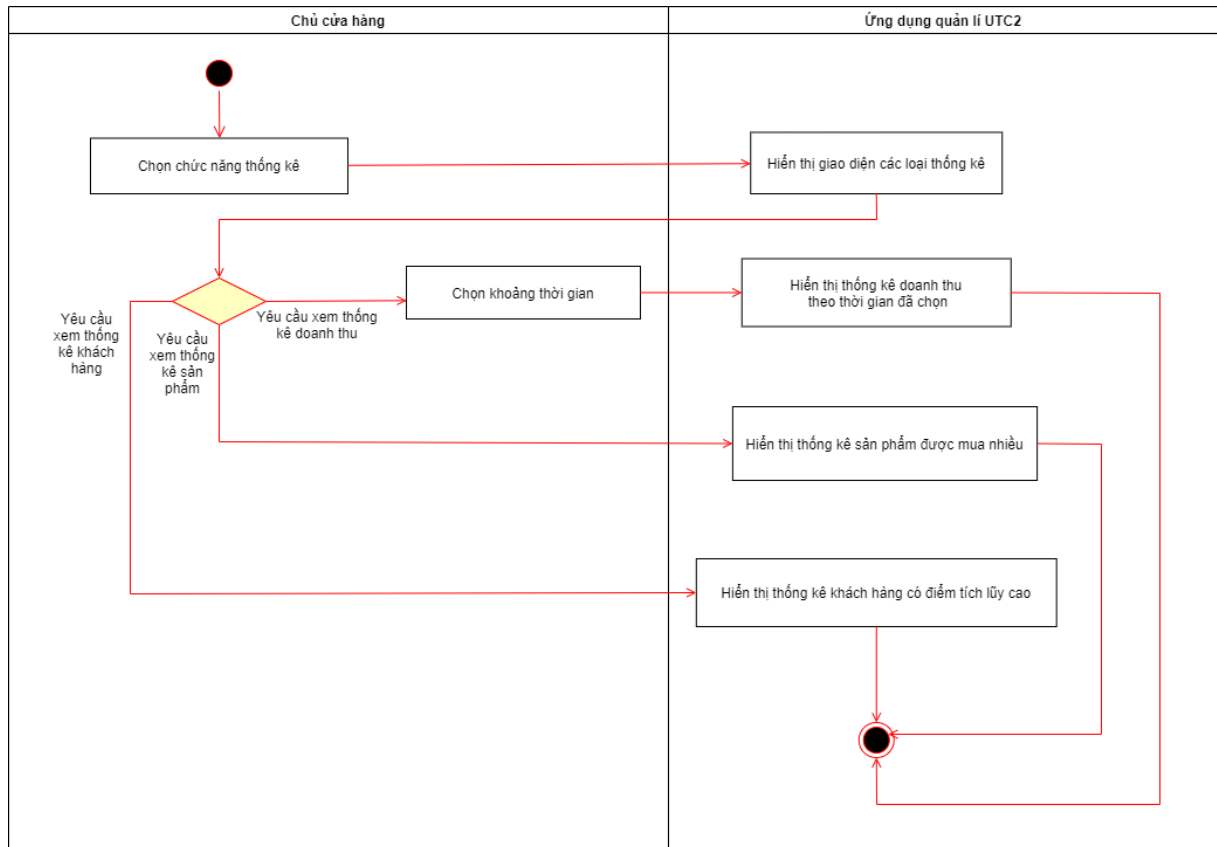 Chủ cửa hàng
Ứng dụng quản lí UTC2
Chọn chức năng thống kê
Hiển thị giao diện các loại thống kê
Chọn khoảng thời gian
Hiển thị thống kê doanh thu
theo thời gian đã chọn
Yêu cầu xem thống
kê doanh thu
Yêu cầu
xem thống
kê khách
hàng
Yêu cầu
xem thống
kê sản
phẩm
Hiển thị thống kê sản phẩm được mua nhiều
Hiển thị thống kê khách hàng có điểm tích lũy cao